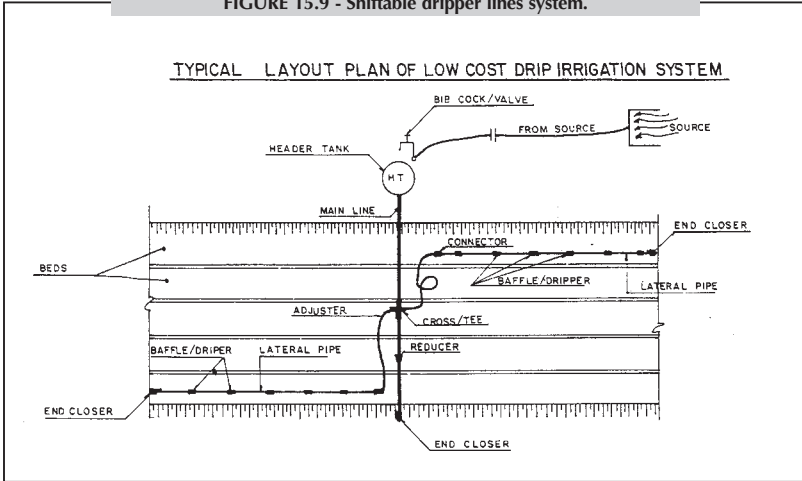 FIGURE 15.9 - Shiftable dripper lines system.
TYPICAL LAYOUT PLAN OF LOW COST DRIP IRRIGATION SYSTEM
BIB COCK/VALVE
FROM SOURCE
SOURCE
HEADER TANK
HT
MAIN LINE
END CLOSER
CONNECTOR
BEDS
BAFFLE/DRIPPER
LATERAL PIPE
ADJUSTER
CROSS/TEE
REDUCER
BAFFLE/DRIPER
LATERAL PIPE
END CLOSER
END CLOSER